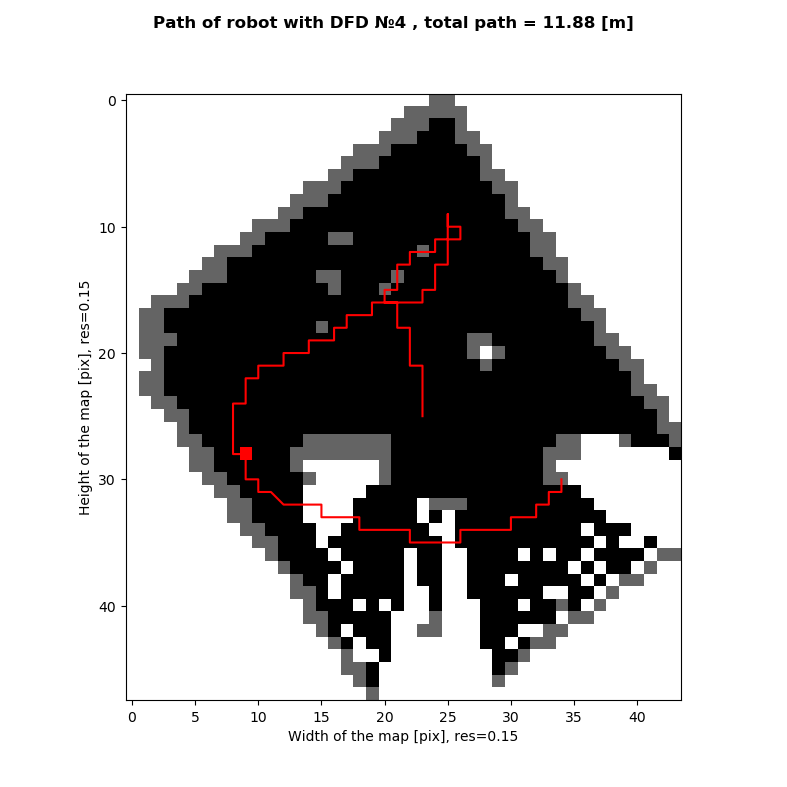 Path of robot with DFD №4 , total path = 11.88 [m]
0
10
20
30
40
Height of the map [pix], res=0.15
0 5 10 15 20 25 30 35 40
Width of the map [pix], res=0.15